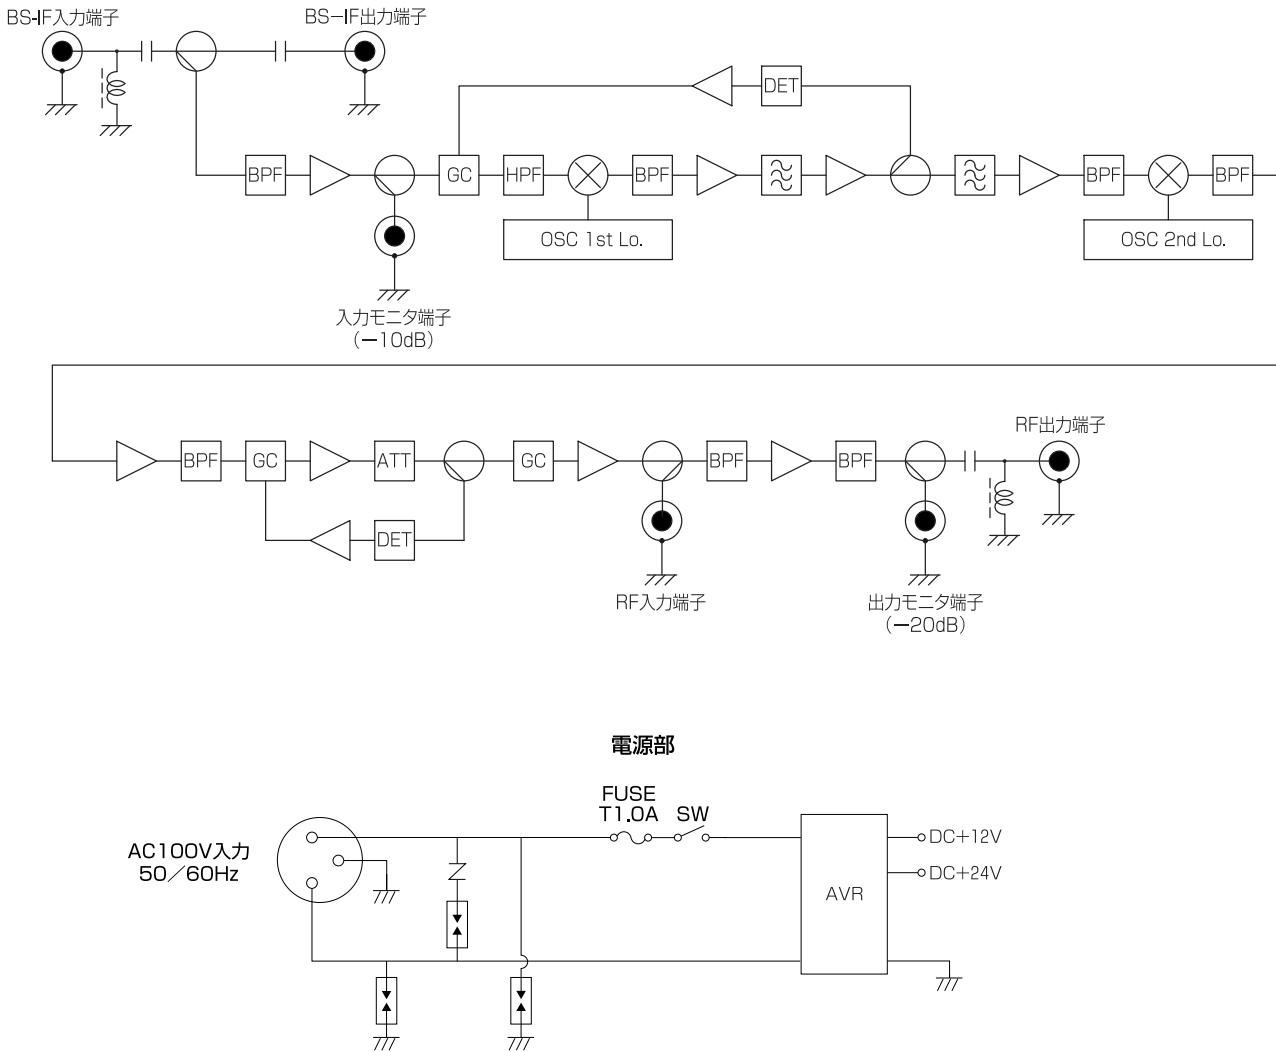 BS-IF入力端子
BS-IF出力端子
DET
BPF
GC
HPF
BPF
BPF
BPF
OSC 1st Lo.
OSC 2nd Lo.
入力モニタ端子
(-10dB)
RF出力端子
BPF
GC
ATT
GC
BPF
BPF
DET
RF入力端子
出力モニタ端子
(-20dB)
電源部
FUSE
T1.0A SW
AC100V入力
50/60Hz
DC+12V
DC+24V
AVR